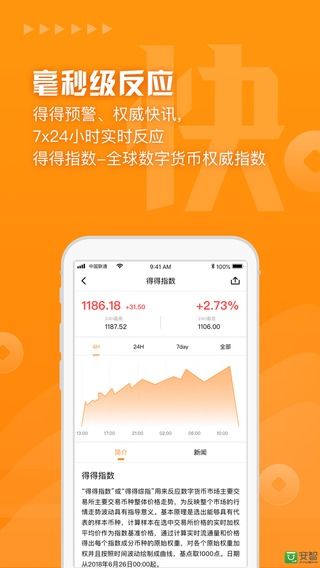 快
毫秒级反应
得得预警、权威快讯,
7x24小时实时反应
得得指数-全球数字货币权威指数
中国联通 9:41 AM 100%
得得指数
1186.18 +31.50 +2.73%
24h最高 24h最低
1187.52 1106.00
4H 24H 7day 全部
13:00 17:00 22:00 03:00 08:00 13:00
简介 新闻
得得指数
“得得指数”或“得得综指”用来反应数字货币市场主要交
易所主要交易币种整体价格走势，为反映整个市场的行
情走势波动具有指导意义，基本原理是选出能够具有代
表的样本币种，计算样本在选中交易所价格的实时加权
平均价作为指数基准价格，通过计算实时流通量和价格
得出每个指数成分币种的原始权重，对各个原始权重重
加权并且按照时间波动绘制成曲线，基点取1000点，日期
从2018年6月26日00:00起，
安智